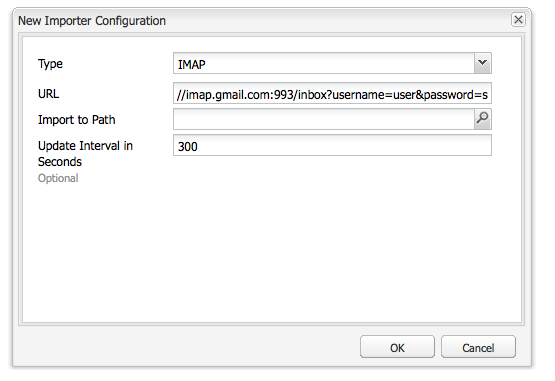 New Importer Configuration
Type
IMAP
URL
//imap.gmail.com:993/inbox?username=user&password=s
Import to Path
Update Interval in
Seconds
300
Optional
OK
Cancel